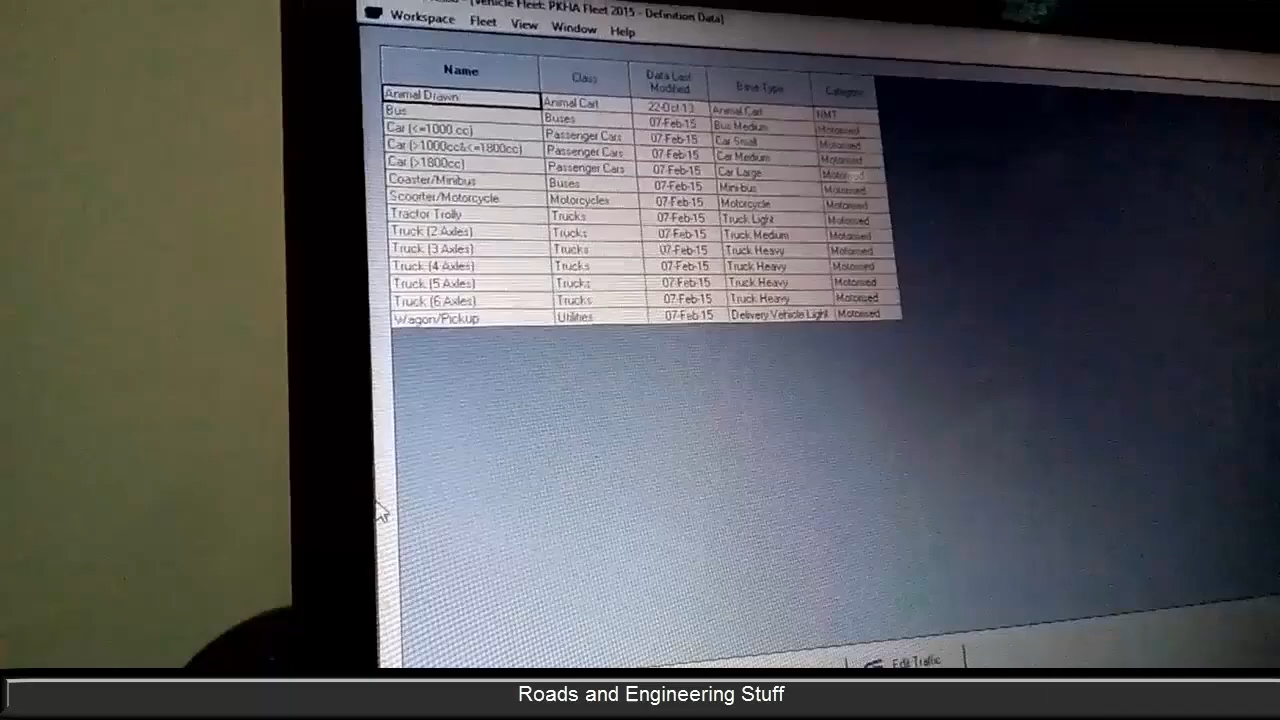 [Vehicle Fleet: PKHA Fleet 2015 - Definition Data]
Workspace Fleet View Window Help
Name Class Data Last Modified Base Type Category
Animal Drawn Animal Cart 22-Oct-13 Animal Cart NMT
Bus Buses 07-Feb-15 Bus Medium Motorised
Car (<=1000 cc) Passenger Cars 07-Feb-15 Car Small Motorised
Car (>1000cc&<=1800cc) Passenger Cars 07-Feb-15 Car Medium Motorised
Car (>1800cc) Passenger Cars 07-Feb-15 Car Large Motorised
Coaster/Minibus Buses 07-Feb-15 Mini-bus Motorised
Scoorter/Motorcycle Motorcycles 07-Feb-15 Motorcycle Motorised
Tractor Trolly Trucks 07-Feb-15 Truck Light Motorised
Truck (2 Axles) Trucks 07-Feb-15 Truck Medium Motorised
Truck (3 Axles) Trucks 07-Feb-15 Truck Heavy Motorised
Truck (4 Axles) Trucks 07-Feb-15 Truck Heavy Motorised
Truck (5 Axles) Trucks 07-Feb-15 Truck Heavy Motorised
Truck (6 Axles) Trucks 07-Feb-15 Truck Heavy Motorised
Wagon/Pickup Utilities 07-Feb-15 Delivery Vehicle Light Motorised
Edit Traffic
Roads and Engineering Stuff